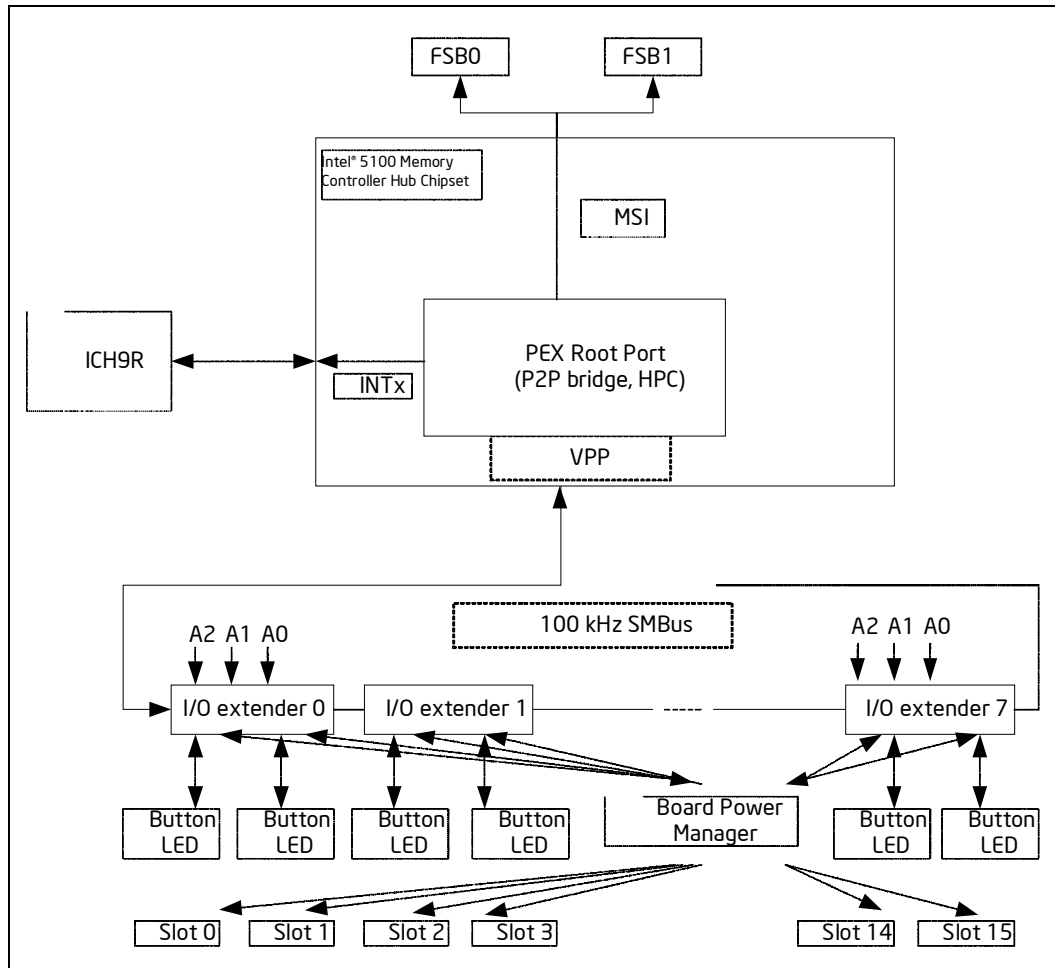 FSB0
FSB1
Intel® 5100 Memory
Controller Hub Chipset
MSI
ICH9R
PEX Root Port
(P2P bridge, HPC)
INTx
VPP
100 kHz SMBus
A2 A1 A0
A2 A1 A0
I/O extender 0
I/O extender 1
I/O extender 7
Button
LED
Button
LED
Button
LED
Button
LED
Board Power
Manager
Button
LED
Button
LED
Slot 0
Slot 1
Slot 2
Slot 3
Slot 14
Slot 15